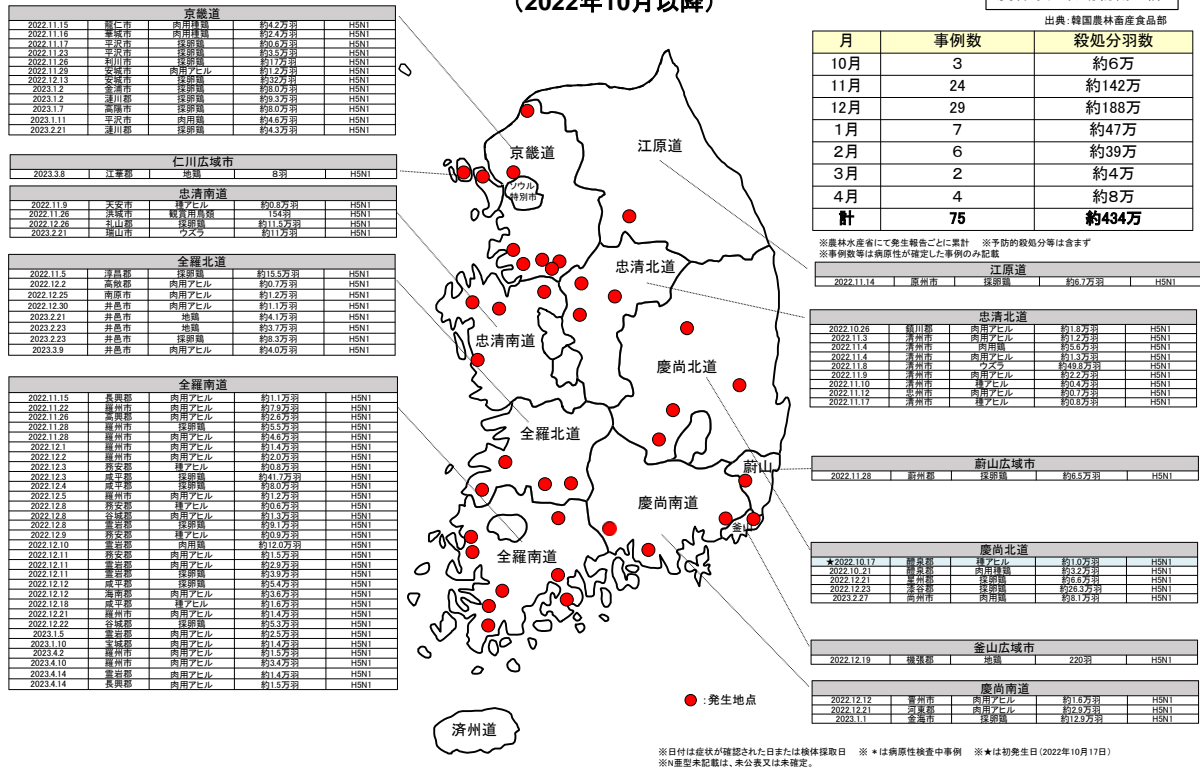 （2022年10月以降）
出典：韓国農林畜産食品部
月 事例数 殺処分羽数
10月 3 約6万
11月 24 約142万
12月 29 約188万
1月 7 約47万
2月 6 約39万
3月 2 約4万
4月 4 約8万
計 75 約434万
※農林水産省にて発生報告ごとに累計 ※予防的殺処分等は含まず
※事例数等は病原性が確定した事例のみ記載
京畿道
2022.11.15 龍仁市 肉用種鶏 約4.2万羽 H5N1
2022.11.16 華城市 肉用種鶏 約2.4万羽 H5N1
2022.11.17 平沢市 採卵鶏 約0.6万羽 H5N1
2022.11.23 平沢市 採卵鶏 約3.5万羽 H5N1
2022.11.26 利川市 採卵鶏 約17万羽 H5N1
2022.11.29 安城市 肉用アヒル 約1.2万羽 H5N1
2022.12.13 安城市 採卵鶏 約32万羽 H5N1
2023.1.2 金浦市 採卵鶏 約8.0万羽 H5N1
2023.1.2 漣川郡 採卵鶏 約9.3万羽 H5N1
2023.1.7 高陽市 採卵鶏 約8.0万羽 H5N1
2023.1.11 平沢市 肉用鶏 約4.6万羽 H5N1
2023.2.21 漣川郡 採卵鶏 約4.3万羽 H5N1
仁川広域市
2023.3.8 江華郡 地鶏 8羽 H5N1
忠清南道
2022.11.9 天安市 種アヒル 約0.8万羽 H5N1
2022.11.26 洪城市 観賞用鳥類 154羽 H5N1
2022.12.26 礼山郡 採卵鶏 約11.5万羽 H5N1
2023.2.21 瑞山市 ウズラ 約11万羽 H5N1
全羅北道
2022.11.5 淳昌郡 採卵鶏 約15.5万羽 H5N1
2022.12.2 高敞郡 肉用アヒル 約0.7万羽 H5N1
2022.12.25 南原市 肉用アヒル 約1.2万羽 H5N1
2022.12.30 井邑市 肉用アヒル 約1.1万羽 H5N1
2023.2.21 井邑市 地鶏 約4.1万羽 H5N1
2023.2.23 井邑市 地鶏 約3.7万羽 H5N1
2023.2.23 井邑市 採卵鶏 約8.3万羽 H5N1
2023.3.9 井邑市 肉用アヒル 約4.0万羽 H5N1
全羅南道
2022.11.15 長興郡 肉用アヒル 約1.1万羽 H5N1
2022.11.22 羅州市 肉用アヒル 約7.9万羽 H5N1
2022.11.26 高興郡 肉用アヒル 約2.6万羽 H5N1
2022.11.28 羅州市 採卵鶏 約5.5万羽 H5N1
2022.11.28 羅州市 肉用アヒル 約4.6万羽 H5N1
2022.12.1 羅州市 肉用アヒル 約1.4万羽 H5N1
2022.12.2 羅州市 肉用アヒル 約2.0万羽 H5N1
2022.12.3 務安郡 種アヒル 約0.8万羽 H5N1
2022.12.3 咸平郡 採卵鶏 約41.7万羽 H5N1
2022.12.4 咸平郡 採卵鶏 約8.0万羽 H5N1
2022.12.5 羅州市 肉用アヒル 約1.2万羽 H5N1
2022.12.8 務安郡 種アヒル 約0.6万羽 H5N1
2022.12.8 谷城郡 肉用アヒル 約1.3万羽 H5N1
2022.12.8 霊岩郡 採卵鶏 約9.1万羽 H5N1
2022.12.9 務安郡 種アヒル 約0.9万羽 H5N1
2022.12.10 霊岩郡 肉用鶏 約12.0万羽 H5N1
2022.12.11 務安郡 肉用アヒル 約1.5万羽 H5N1
2022.12.11 霊岩郡 肉用アヒル 約2.9万羽 H5N1
2022.12.11 霊岩郡 採卵鶏 約3.9万羽 H5N1
2022.12.12 咸平郡 採卵鶏 約5.4万羽 H5N1
2022.12.12 海南郡 肉用アヒル 約3.6万羽 H5N1
2022.12.18 咸平郡 種アヒル 約1.6万羽 H5N1
2022.12.21 羅州市 肉用アヒル 約1.4万羽 H5N1
2022.12.22 谷城郡 採卵鶏 約5.3万羽 H5N1
2023.1.5 霊岩郡 肉用アヒル 約2.5万羽 H5N1
2023.1.10 宝城郡 肉用アヒル 約1.4万羽 H5N1
2023.4.2 羅州市 肉用アヒル 約1.5万羽 H5N1
2023.4.10 羅州市 肉用アヒル 約3.4万羽 H5N1
2023.4.14 霊岩郡 肉用アヒル 約1.4万羽 H5N1
2023.4.14 長興郡 肉用アヒル 約1.5万羽 H5N1
京畿道
江原道
ソウル
特別市
忠清北道
忠清南道
慶尚北道
全羅北道
蔚山
慶尚南道
釜山
全羅南道
済州道
：発生地点
江原道
2022.11.14 原州市 採卵鶏 約6.7万羽 H5N1
忠清北道
2022.10.26 鎮川郡 肉用アヒル 約1.8万羽 H5N1
2022.11.3 清州市 肉用アヒル 約1.2万羽 H5N1
2022.11.4 清州市 肉用鶏 約5.6万羽 H5N1
2022.11.4 清州市 肉用アヒル 約1.3万羽 H5N1
2022.11.8 清州市 ウズラ 約49.8万羽 H5N1
2022.11.9 清州市 肉用アヒル 約2.2万羽 H5N1
2022.11.10 清州市 種アヒル 約0.4万羽 H5N1
2022.11.12 忠州市 肉用アヒル 約0.7万羽 H5N1
2022.11.17 清州市 種アヒル 約0.8万羽 H5N1
蔚山広域市
2022.11.28 蔚州郡 採卵鶏 約6.5万羽 H5N1
慶尚北道
★2022.10.17 醴泉郡 種アヒル 約1.0万羽 H5N1
2022.10.21 醴泉郡 肉用種鶏 約3.2万羽 H5N1
2022.12.21 星州郡 採卵鶏 約6.6万羽 H5N1
2022.12.23 漆谷郡 採卵鶏 約26.3万羽 H5N1
2023.2.27 尚州市 肉用鶏 約8.1万羽 H5N1
釜山広域市
2022.12.19 機張郡 地鶏 220羽 H5N1
慶尚南道
2022.12.12 晋州市 肉用アヒル 約1.6万羽 H5N1
2022.12.21 河東郡 肉用アヒル 約2.9万羽 H5N1
2023.1.1 金海市 採卵鶏 約12.9万羽 H5N1
※日付は症状が確認された日または検体採取日 ※ ＊は病原性検査中事例 ※★は初発生日（2022年10月17日）
※N亜型未記載は、未公表又は未確定。